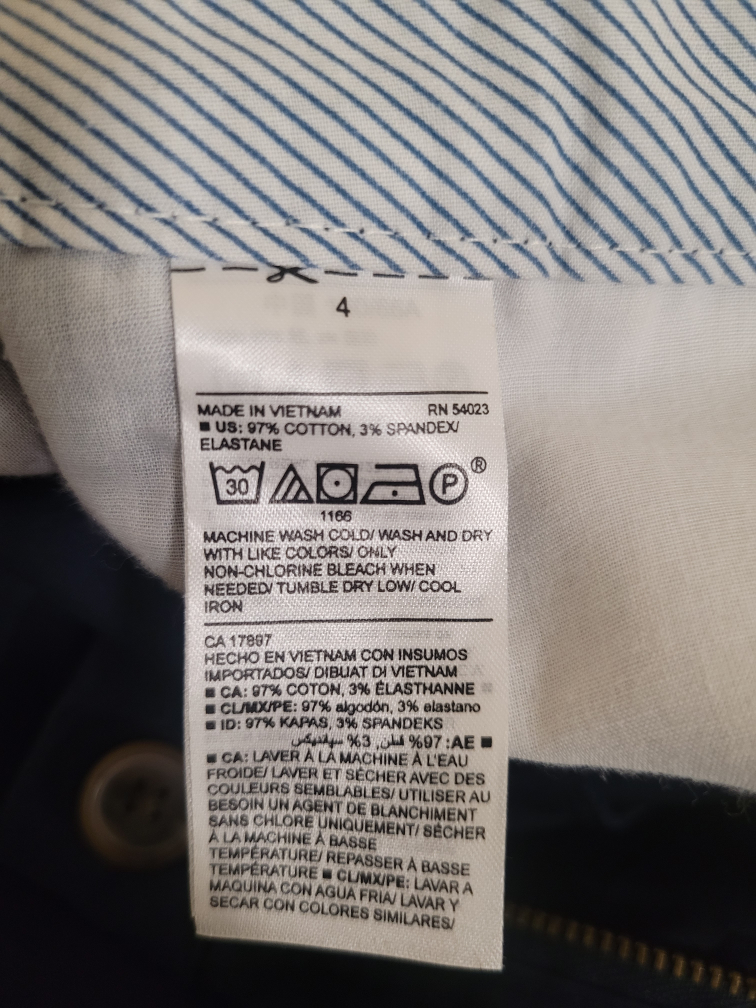 4
MADE IN VIETNAM RN 54023
■ US: 97% COTTON, 3% SPANDEX/
ELASTANE
30 P ®
1166
MACHINE WASH COLD/ WASH AND DRY
WITH LIKE COLORS/ ONLY
NON-CHLORINE BLEACH WHEN
NEEDED/ TUMBLE DRY LOW/ COOL
IRON
CA 17897
HECHO EN VIETNAM CON INSUMOS
IMPORTADOS/ DIBUAT DI VIETNAM
■ CA: 97% COTON, 3% ÉLASTHANNE
■ CL/MX/PE: 97% algodón, 3% elastano
■ ID: 97% KAPAS, 3% SPANDEKS
■ AE: 97% قطن, 3% سباندیکس
■ CA: LAVER À LA MACHINE À L'EAU
FROIDE/ LAVER ET SÉCHER AVEC DES
COULEURS SEMBLABLES/ UTILISER AU
BESOIN UN AGENT DE BLANCHIMENT
SANS CHLORE UNIQUEMENT/ SÉCHER
À LA MACHINE À BASSE
TEMPÉRATURE/ REPASSER À BASSE
TEMPÉRATURE ■ CL/MX/PE: LAVAR A
MAQUINA CON AGUA FRIA/ LAVAR Y
SECAR CON COLORES SIMILARES/